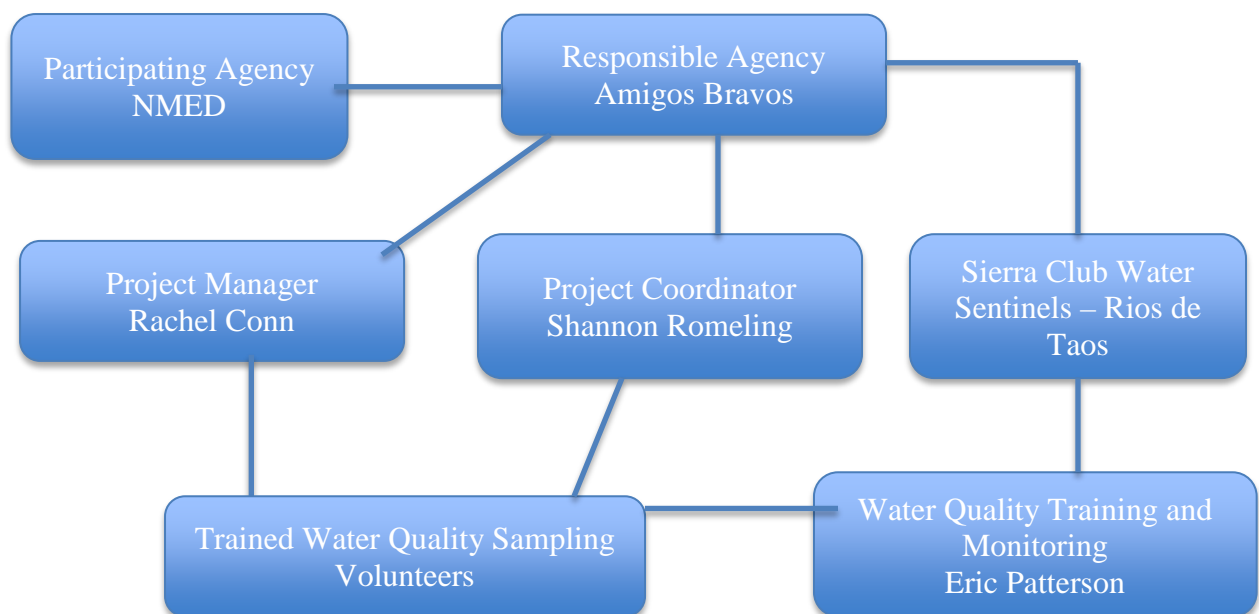 Participating Agency
NMED
Responsible Agency
Amigos Bravos
Project Manager
Rachel Conn
Project Coordinator
Shannon Romeling
Sierra Club Water
Sentinels – Rios de
Taos
Trained Water Quality Sampling
Volunteers
Water Quality Training and
Monitoring
Eric Patterson